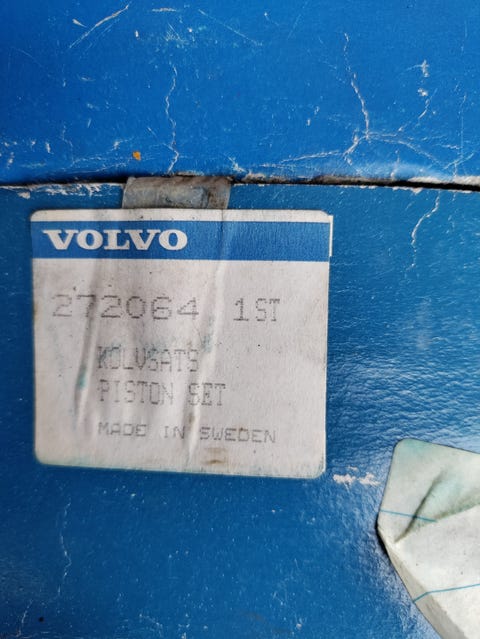 VOLVO
272064 1ST
KOLVSATS
PISTON SET
MADE IN SWEDEN